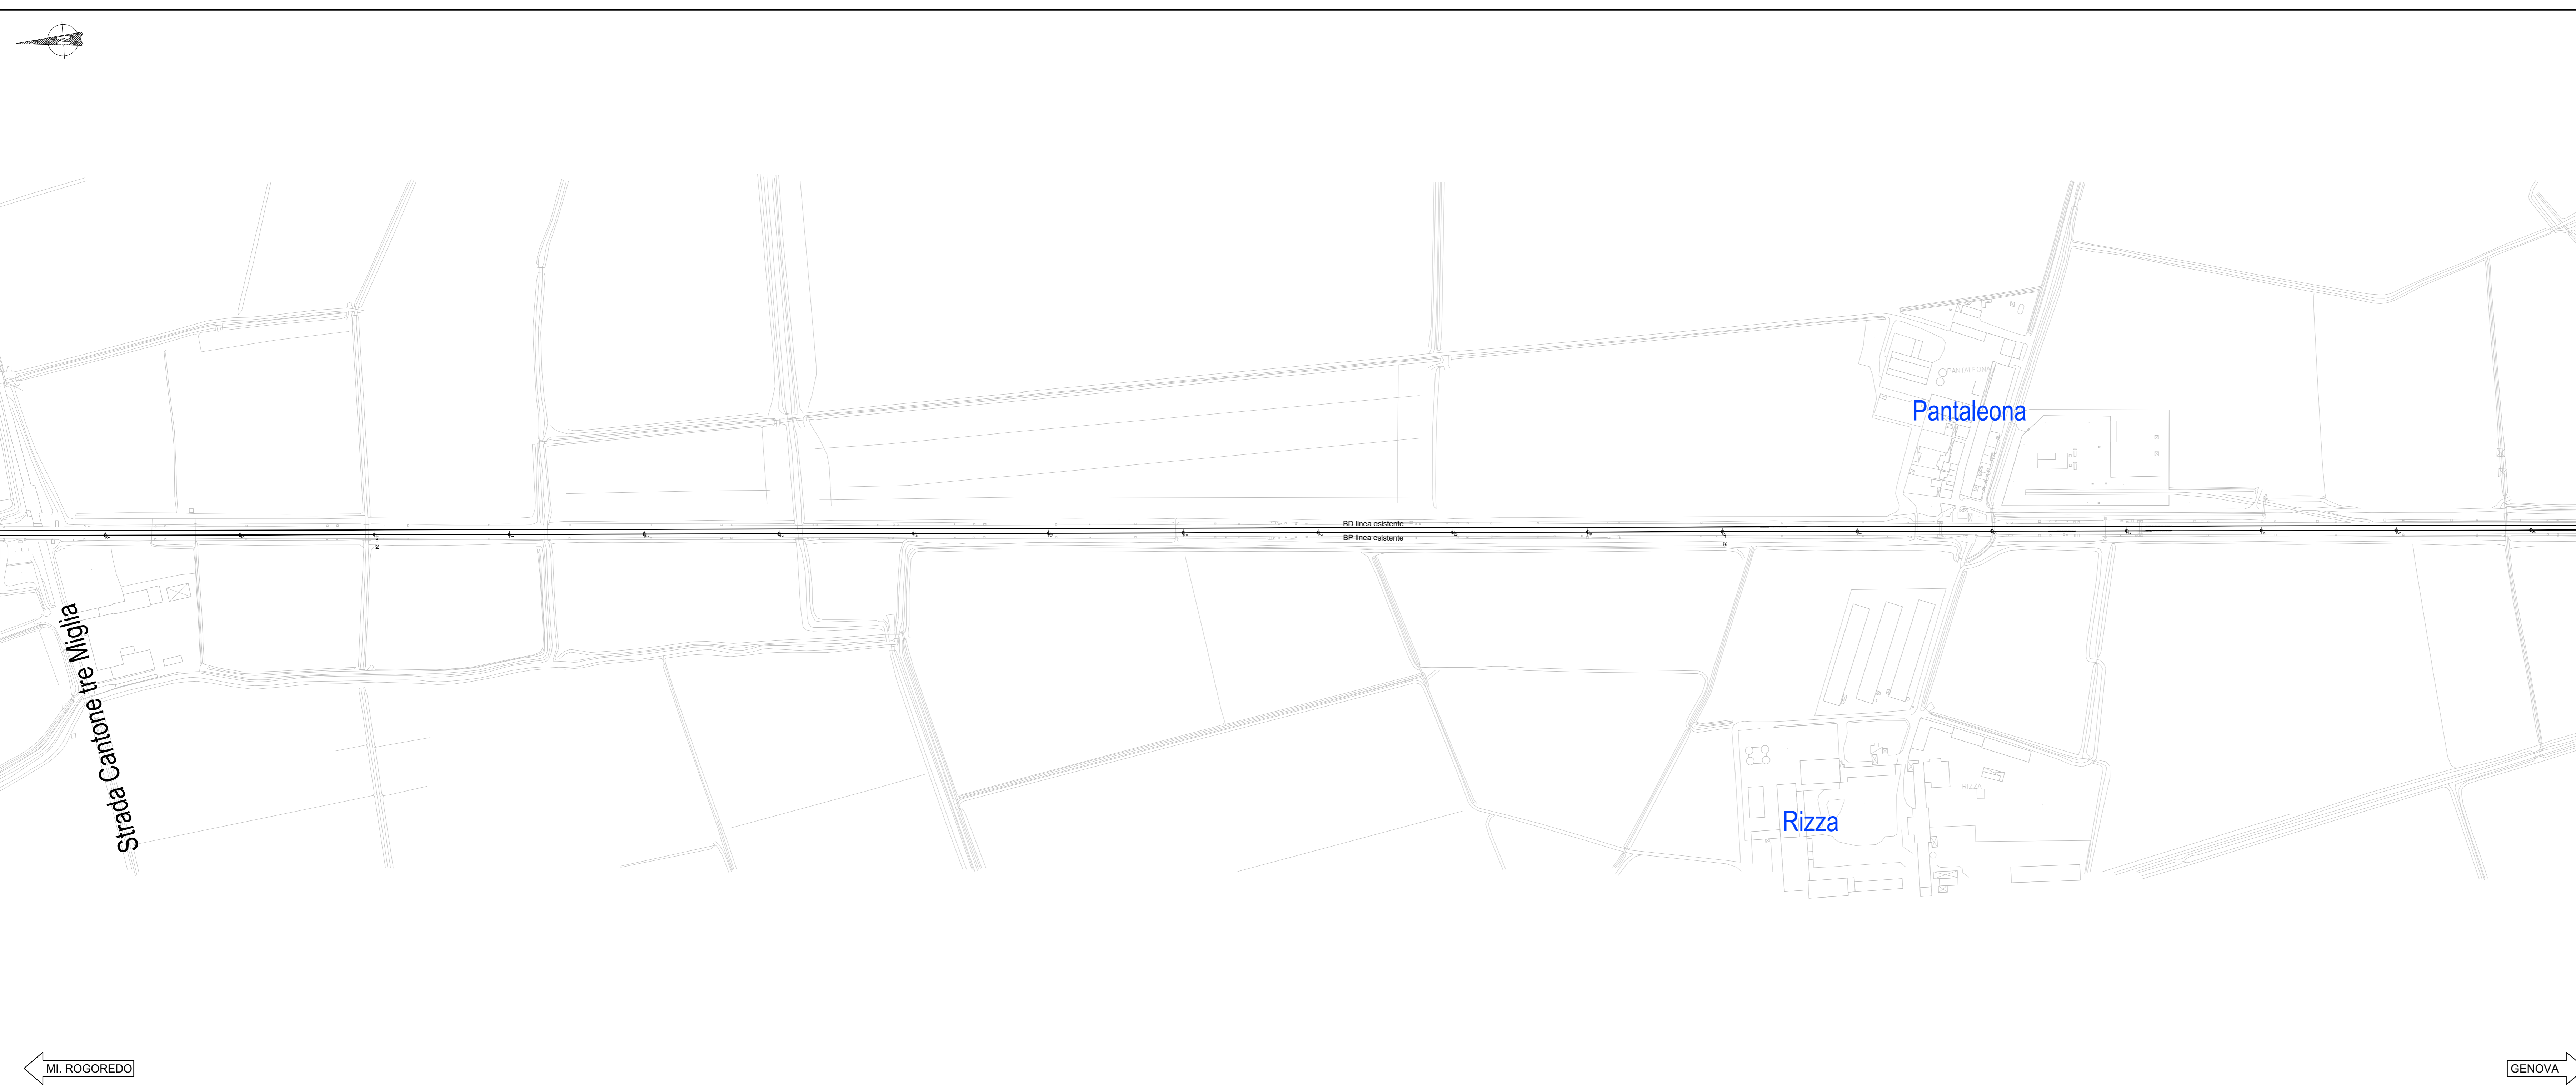 N
PANTALEONA
Pantaleona
BD linea esistente
BP linea esistente
Strada Cantone tre Miglia
RIZZA
Rizza
MI. ROGOREDO
GENOVA